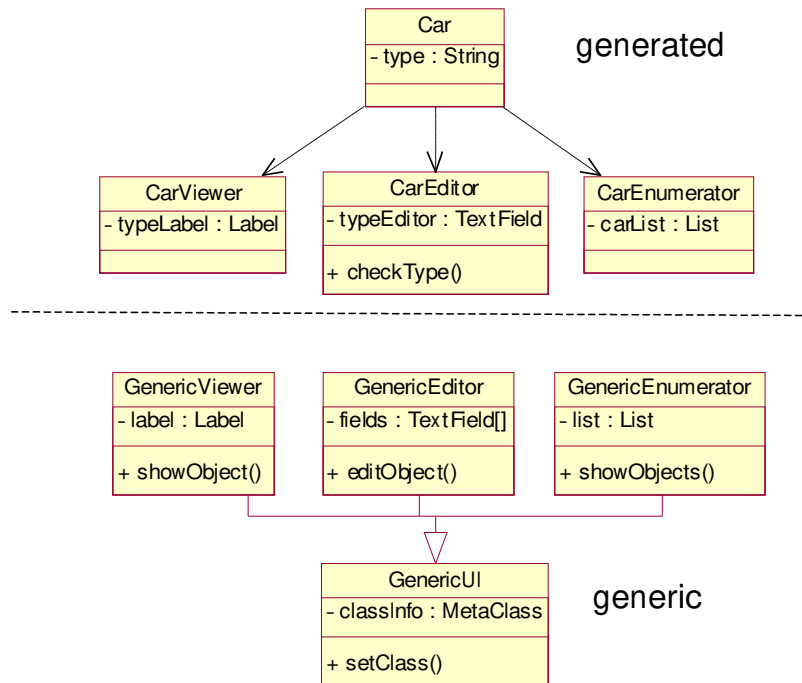 Car
- type : String
generated
CarViewer
- typeLabel : Label
CarEditor
- typeEditor : TextField
+ checkType()
CarEnumerator
- carList : List
GenericViewer
- label : Label
+ showObject()
GenericEditor
- fields : TextField[]
+ editObject()
GenericEnumerator
- list : List
+ showObjects()
GenericUI
- classInfo : MetaClass
+ setClass()
generic